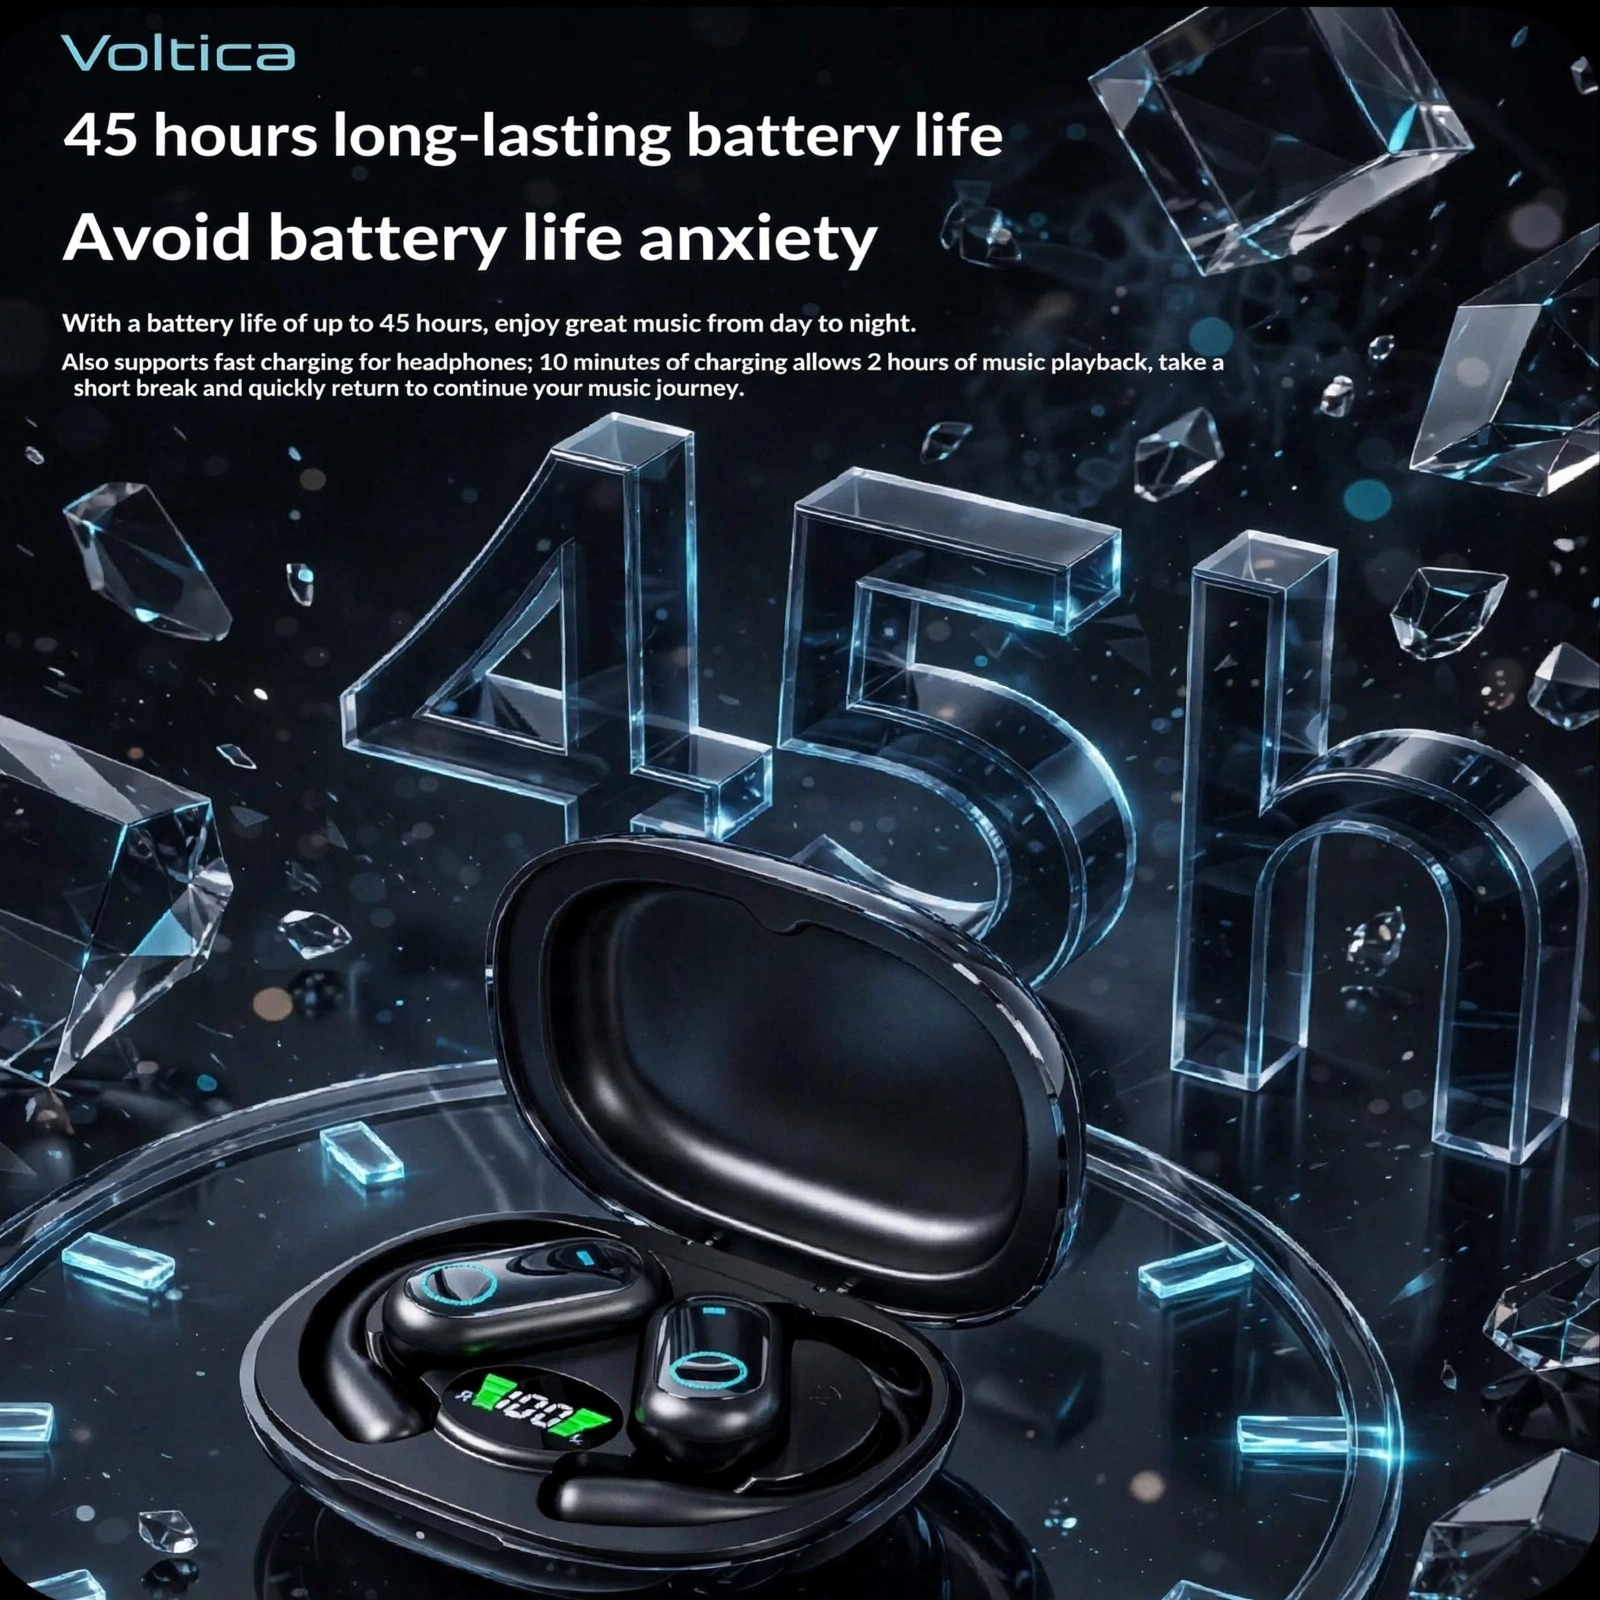 Voltica
45 hours long-lasting battery life
Avoid battery life anxiety
With a battery life of up to 45 hours, enjoy great music from day to night.
Also supports fast charging for headphones; 10 minutes of charging allows 2 hours of music playback, take a
short break and quickly return to continue your music journey.
45h
R 100 L